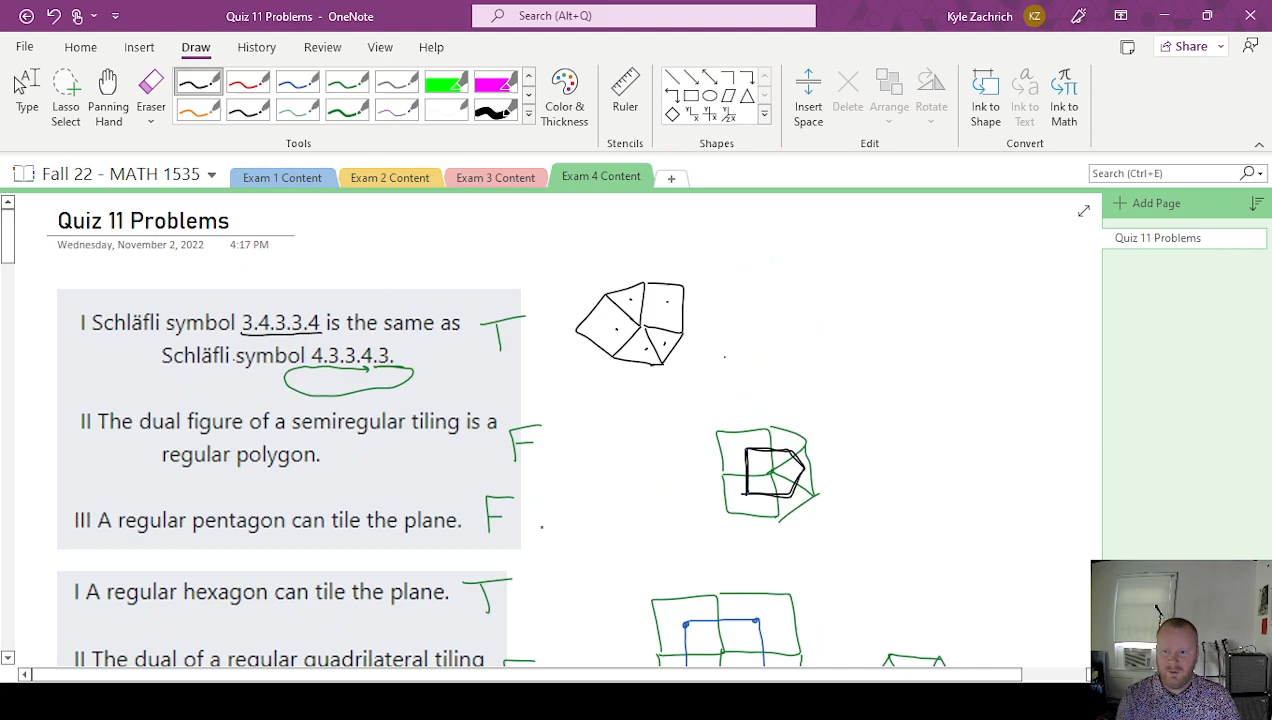 Quiz 11 Problems - OneNote
Search (Alt+Q)
Kyle Zachrich
KZ
File
Home
Insert
Draw
History
Review
View
Help
Share
Type
Lasso
Select
Panning
Hand
Eraser
Color &
Thickness
Ruler
Insert
Space
Delete
Arrange
Rotate
Ink to
Shape
Ink to
Text
Ink to
Math
Tools
Stencils
Shapes
Edit
Convert
Fall 22 - MATH 1535
Exam 1 Content
Exam 2 Content
Exam 3 Content
Exam 4 Content
Search (Ctrl+E)
Add Page
Quiz 11 Problems
Quiz 11 Problems
Wednesday, November 2, 2022 4:17 PM
I Schläfli symbol 3.4.3.3.4 is the same as
Schläfli symbol 4.3.3.4.3.
T
II The dual figure of a semiregular tiling is a
regular polygon.
F
III A regular pentagon can tile the plane.
F
I A regular hexagon can tile the plane.
T
II The dual of a regular quadrilateral tiling